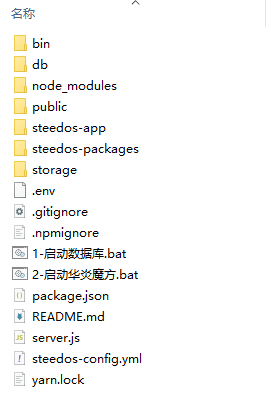 名称
bin
db
node_modules
public
steedos-app
steedos-packages
storage
.env
.gitignore
.npmignore
1-启动数据库.bat
2-启动华炎魔方.bat
package.json
README.md
server.js
steedos-config.yml
yarn.lock